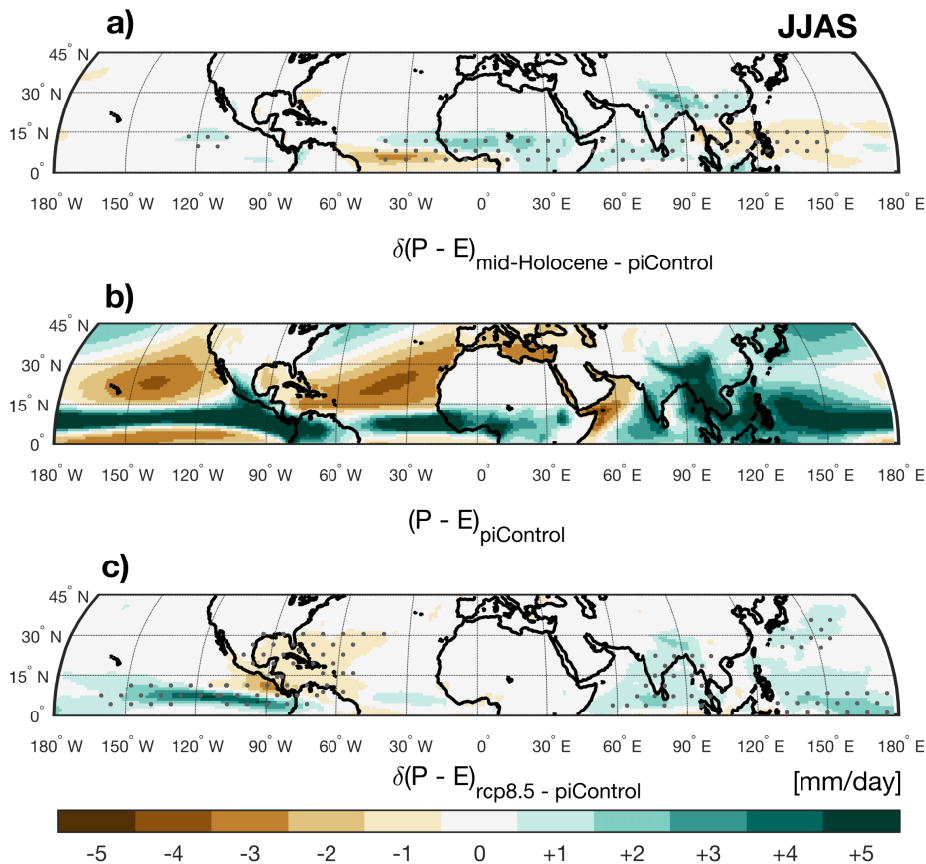 a) JJAS
45° N
30° N
15° N
0°
180° W 150° W 120° W 90° W 60° W 30° W 0° 30° E 60° E 90° E 120° E 150° E 180° E
δ(P - E)mid-Holocene - piControl
b)
45° N
30° N
15° N
0°
180° W 150° W 120° W 90° W 60° W 30° W 0° 30° E 60° E 90° E 120° E 150° E 180° E
(P - E)piControl
c)
45° N
30° N
15° N
0°
180° W 150° W 120° W 90° W 60° W 30° W 0° 30° E 60° E 90° E 120° E 150° E 180° E
δ(P - E)rcp8.5 - piControl [mm/day]
-5 -4 -3 -2 -1 0 +1 +2 +3 +4 +5